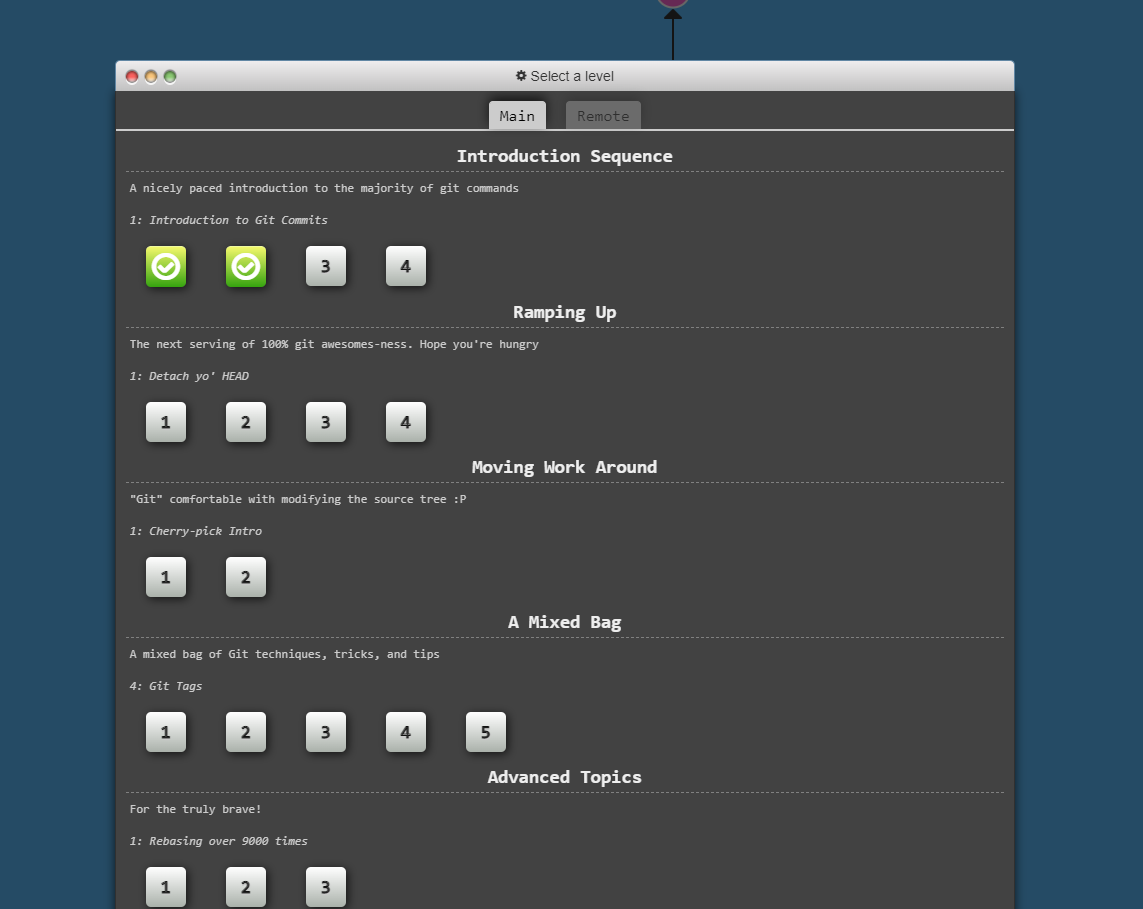 Select a level
Main Remote
Introduction Sequence
A nicely paced introduction to the majority of git commands
1: Introduction to Git Commits
3 4
Ramping Up
The next serving of 100% git awesomes-ness. Hope you're hungry
1: Detach yo' HEAD
1 2 3 4
Moving Work Around
"Git" comfortable with modifying the source tree :P
1: Cherry-pick Intro
1 2
A Mixed Bag
A mixed bag of Git techniques, tricks, and tips
4: Git Tags
1 2 3 4 5
Advanced Topics
For the truly brave!
1: Rebasing over 9000 times
1 2 3